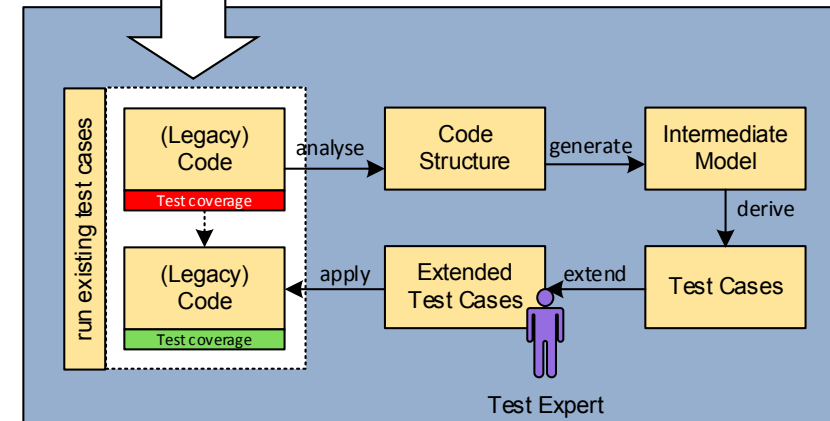 run existing test cases
(Legacy)
Code
Test coverage
analyse
Code
Structure
generate
Intermediate
Model
derive
(Legacy)
Code
Test coverage
apply
Extended
Test Cases
extend
Test Cases
Test Expert